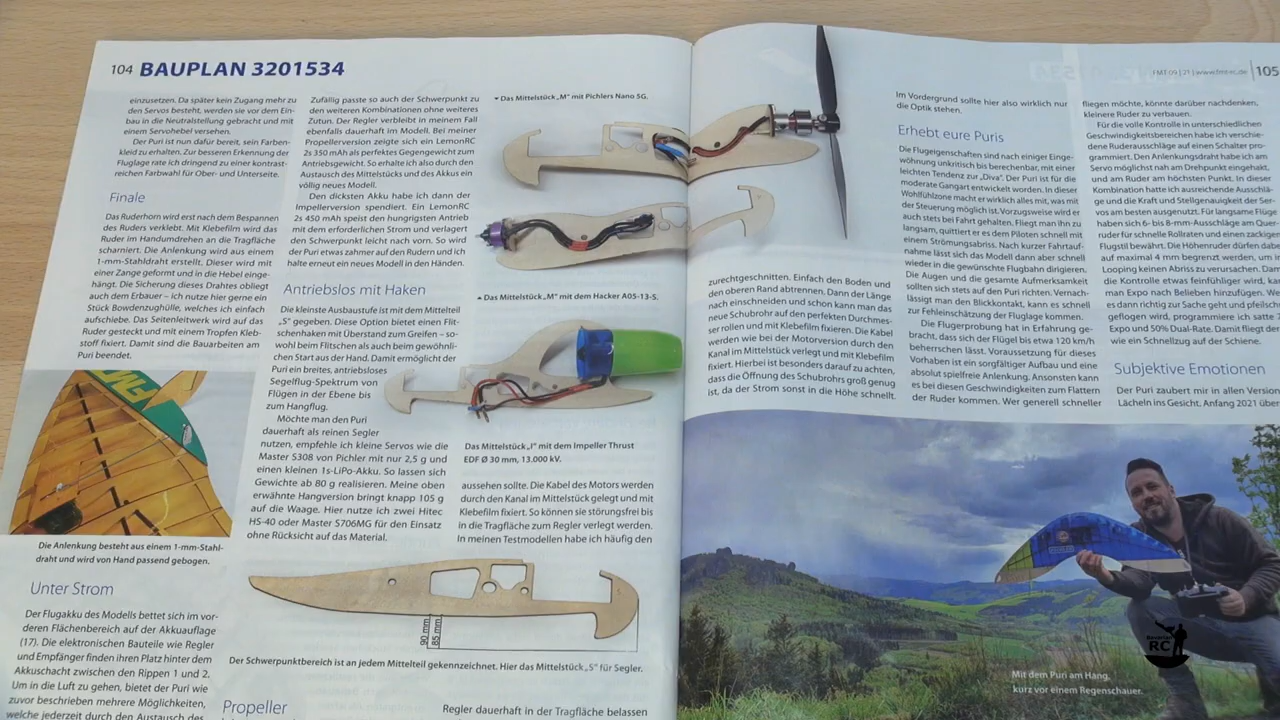 104 BAUPLAN 3201534
einzusetzen. Da später kein Zugang mehr zu
den Servos besteht, werden sie vor dem Ein-
bau in die Neutralstellung gebracht und mit
einem Servohebel versehen.
Der Puri ist nun dafür bereit, sein Farben-
kleid zu erhalten. Zur besseren Erkennung der
Fluglage rate ich dringend zu einer kontrast-
reichen Farbwahl für Ober- und Unterseite.
Finale
Das Ruderhorn wird erst nach dem Bespannen
des Ruders verklebt. Mit Klebefilm wird das
Ruder im Handumdrehen an die Tragfläche
scharniert. Die Anlenkung wird aus einem
1-mm-Stahldraht erstellt. Dieser wird mit
einer Zange geformt und in die Hebel einge-
hängt. Die Sicherung dieses Drahtes obliegt
auch dem Erbauer – ich nutze hier gerne ein
Stück Bowdenzughülle, welches ich einfach
aufschiebe. Das Seitenleitwerk wird auf das
Ruder gesteckt und mit einem Tropfen Kleb-
stoff fixiert. Damit sind die Bauarbeiten am
Puri beendet.
Die Anlenkung besteht aus einem 1-mm-Stahl-
draht und wird von Hand passend gebogen.
Unter Strom
Der Flugakku des Modells bettet sich im vor-
deren Flächenbereich auf der Akkuauflage
(17). Die elektronischen Bauteile wie Regler
und Empfänger finden ihren Platz hinter dem
Akkuschacht zwischen den Rippen 1 und 2.
Um in die Luft zu gehen, bietet der Puri wie
zuvor beschrieben mehrere Möglichkeiten,
welche jederzeit durch den Austausch des
Zufällig passte so auch der Schwerpunkt zu
den weiteren Kombinationen ohne weiteres
Zutun. Der Regler verbleibt in meinem Fall
ebenfalls dauerhaft im Modell. Bei meiner
Propellerversion zeigte sich ein LemonRC
2s 350 mAh als perfektes Gegengewicht zum
Antriebsgewicht. So erhalte ich also durch den
Austausch des Mittelstücks und des Akkus ein
völlig neues Modell.
Den dicksten Akku habe ich dann der
Impellerversion spendiert. Ein LemonRC
2s 450 mAh speist den hungrigsten Antrieb
mit dem erforderlichen Strom und verlagert
den Schwerpunkt leicht nach vorn. So wird
der Puri etwas zahmer auf den Rudern und ich
halte erneut ein neues Modell in den Händen.
Antriebslos mit Haken
Die kleinste Ausbaustufe ist mit dem Mittelteil
„S“ gegeben. Diese Option bietet einen Flit-
schenhaken mit Überstand zum Greifen – so-
wohl beim Flitschen als auch beim gewöhnli-
chen Start aus der Hand. Damit ermöglicht der
Puri ein breites, antriebsloses
Segelflug-Spektrum von
Flügen in der Ebene bis
zum Hangflug.
Möchte man den Puri
dauerhaft als reinen Segler
nutzen, empfehle ich kleine Servos wie die
Master S308 von Pichler mit nur 2,5 g und
einen kleinen 1s-LiPo-Akku. So lassen sich
Gewichte ab 80 g realisieren. Meine oben
erwähnte Hangversion bringt knapp 105 g
auf die Waage. Hier nutze ich zwei Hitec
HS-40 oder Master S706MG für den Einsatz
ohne Rücksicht auf das Material.
90 mm
85 mm
Der Schwerpunktbereich ist an jedem Mittelteil gekennzeichnet. Hier das Mittelstück „S“ für Segler.
Propeller
Das Mittelstück „M“ mit Pichlers Nano 5G.
Das Mittelstück „M“ mit dem Hacker A05-13-S.
Das Mittelstück „I“ mit dem Impeller Thrust
EDF Ø 30 mm, 13.000 kV.
aussehen sollte. Die Kabel des Motors werden
durch den Kanal im Mittelstück gelegt und mit
Klebefilm fixiert. So können sie störungsfrei bis
in die Tragfläche zum Regler verlegt werden.
In meinen Testmodellen habe ich häufig den
Regler dauerhaft in der Tragfläche belassen
FMT 09 | 21 | www.fmt-rc.de 105
zurechtgeschnitten. Einfach den Boden und
den oberen Rand abtrennen. Dann der Länge
nach einschneiden und schon kann man das
neue Schubrohr auf den perfekten Durchmes-
ser rollen und mit Klebefilm fixieren. Die Kabel
werden wie bei der Motorversion durch den
Kanal im Mittelstück verlegt und mit Klebefilm
fixiert. Hierbei ist besonders darauf zu achten,
dass die Öffnung des Schubrohrs groß genug
ist, da der Strom sonst in die Höhe schnellt.
Im Vordergrund sollte hier also wirklich nur
die Optik stehen.
Erhebt eure Puris
Die Flugeigenschaften sind nach einiger Einge-
wöhnung unkritisch bis berechenbar, mit einer
leichten Tendenz zur „Diva“. Der Puri ist für die
moderate Gangart entwickelt worden. In dieser
Wohlfühlzone macht er wirklich alles mit, was mit
der Steuerung möglich ist. Vorzugsweise wird er
auch stets bei Fahrt gehalten. Fliegt man ihn zu
langsam, quittiert er es dem Piloten schnell mit
einem Strömungsabriss. Nach kurzer Fahrtauf-
nahme lässt sich das Modell dann aber schnell
wieder in die gewünschte Flugbahn dirigieren.
Die Augen und die gesamte Aufmerksamkeit
sollten sich stets auf den Puri richten. Vernach-
lässigt man den Blickkontakt, kann es schnell
zur Fehleinschätzung der Fluglage kommen.
Die Flugerprobung hat in Erfahrung ge-
bracht, dass sich der Flügel bis etwa 120 km/h
beherrschen lässt. Voraussetzung für dieses
Vorhaben ist ein sorgfältiger Aufbau und eine
absolut spielfreie Anlenkung. Ansonsten kann
es bei diesen Geschwindigkeiten zum Flattern
der Ruder kommen. Wer generell schneller
fliegen möchte, könnte darüber nachdenken,
kleinere Ruder zu verbauen.
Für die volle Kontrolle in unterschiedlichen
Geschwindigkeitsbereichen habe ich verschie-
dene Ruderausschläge auf einen Schalter pro-
grammiert. Den Anlenkungsdraht habe ich am
Servo möglichst nah am Drehpunkt eingehakt,
und am Ruder am höchsten Punkt. In dieser
Kombination hatte ich ausreichende Ausschlä-
ge und die Kraft und Stellgenauigkeit der Ser-
vos am besten ausgenutzt. Für langsame Flüge
haben sich 6- bis 8-mm-Ausschläge am Quer-
ruder für schnelle Rollraten und einen zackigen
Flugstil bewährt. Die Höhenruder dürfen dabei
auf maximal 4 mm begrenzt werden, um im
Looping keinen Abriss zu verursachen. Damit
die Kontrolle etwas feinfühliger wird, kann
man Expo nach Belieben hinzufügen. Wenn
es dann richtig zur Sache geht und pfeilschnell
geflogen wird, programmiere ich satte
Expo und 50% Dual-Rate. Damit fliegt der
wie ein Schnellzug auf der Schiene.
Subjektive Emotionen
Der Puri zaubert mir in allen Version
Lächeln ins Gesicht. Anfang 2021 über
Mit dem Puri am Hang,
kurz vor einem Regenschauer.
RC